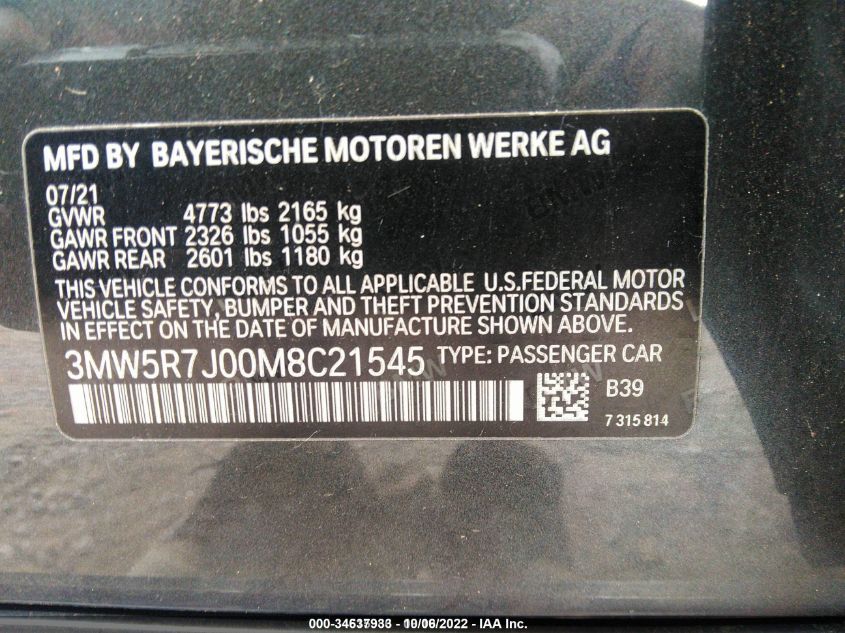 MFD BY BAYERISCHE MOTOREN WERKE AG
07/21
GVWR 4773 lbs 2165 kg
GAWR FRONT 2326 lbs 1055 kg
GAWR REAR 2601 lbs 1180 kg
THIS VEHICLE CONFORMS TO ALL APPLICABLE U.S.FEDERAL MOTOR
VEHICLE SAFETY, BUMPER AND THEFT PREVENTION STANDARDS
IN EFFECT ON THE DATE OF MANUFACTURE SHOWN ABOVE.
3MW5R7J00M8C21545 TYPE: PASSENGER CAR
B39
7 315 814